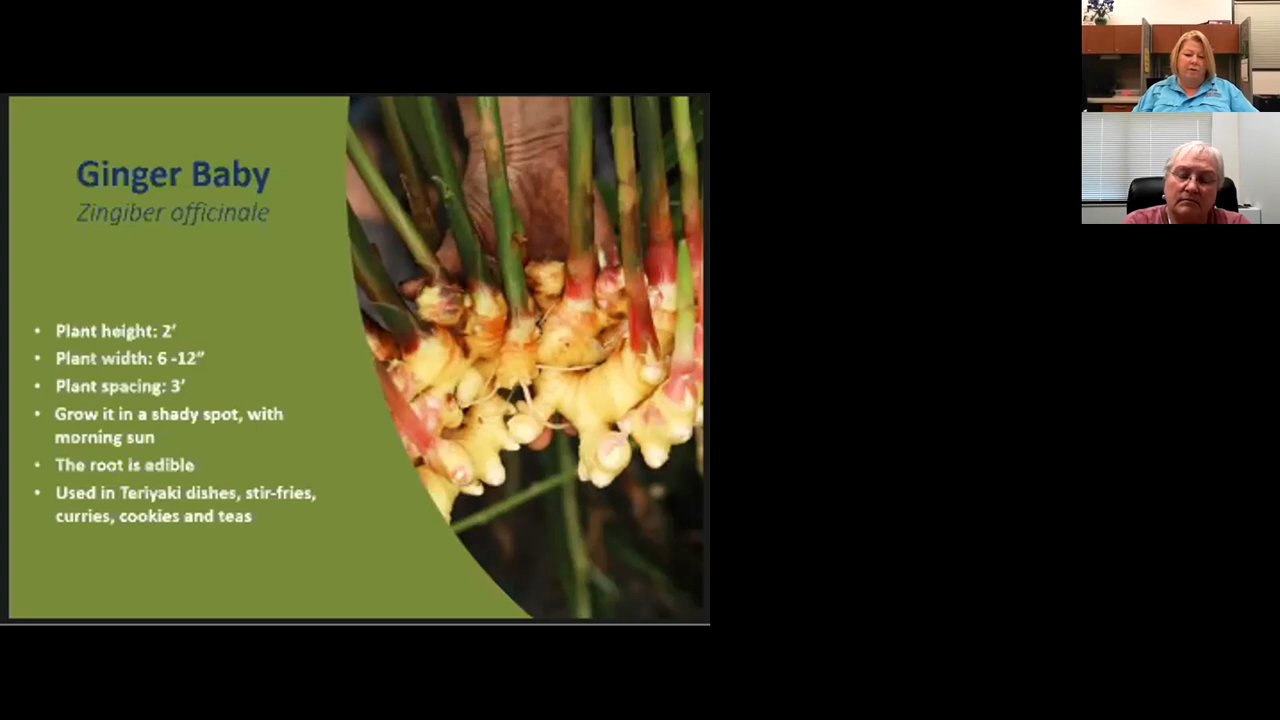 Ginger Baby
Zingiber officinale
• Plant height: 2'
• Plant width: 6 -12"
• Plant spacing: 3'
• Grow it in a shady spot, with
morning sun
• The root is adible
• Used in Teriyaki dishes, stir-fries,
curries, cookies and teas